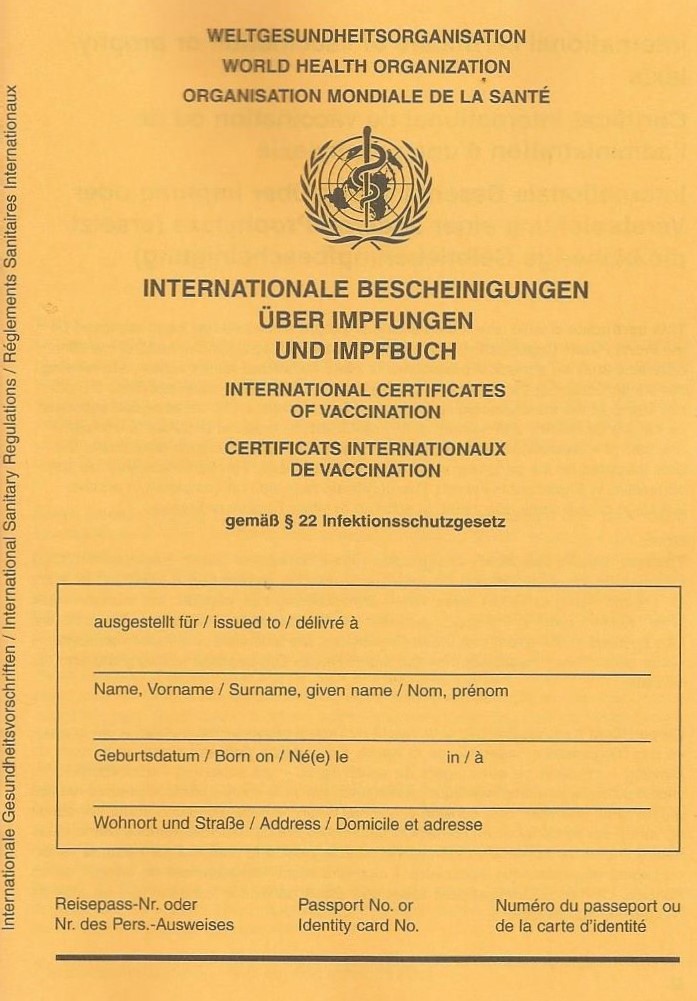 WELTGESUNDHEITSORGANISATION
WORLD HEALTH ORGANIZATION
ORGANISATION MONDIALE DE LA SANTÉ
INTERNATIONALE BESCHEINIGUNGEN
ÜBER IMPFUNGEN
UND IMPFBUCH
INTERNATIONAL CERTIFICATES
OF VACCINATION
CERTIFICATS INTERNATIONAUX
DE VACCINATION
gemäß § 22 Infektionsschutzgesetz
ausgestellt für / issued to / délivré à
Name, Vorname / Surname, given name / Nom, prénom
Geburtsdatum / Born on / Né(e) le in / à
Wohnort und Straße / Address / Domicile et adresse
Reisepass-Nr. oder
Nr. des Pers.-Ausweises
Passport No. or
Identity card No.
Numéro du passeport ou
de la carte d'identité
Internationale Gesundheitsvorschriften / International Sanitary Regulations / Réglements Sanitaires Internationaux